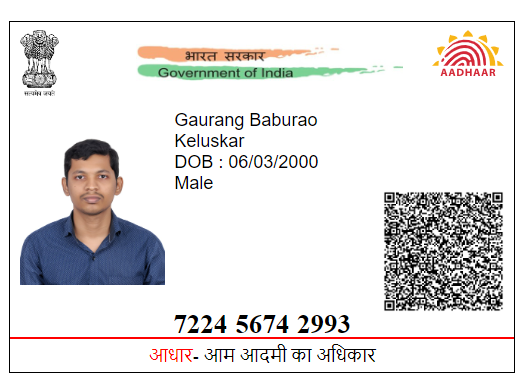 भारत सरकार
Government of India
सत्यमेव जयते
AADHAAR
Gaurang Baburao
Keluskar
DOB : 06/03/2000
Male
7224 5674 2993
आधार- आम आदमी का अधिकार